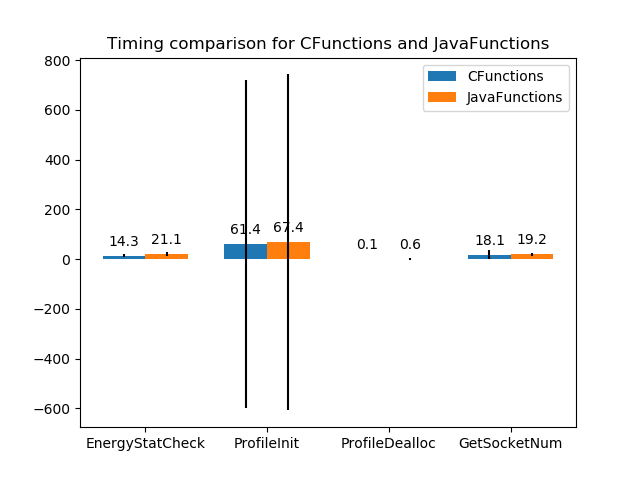 Timing comparison for CFunctions and JavaFunctions
CFunctions
JavaFunctions
800
600
400
200
0
−200
−400
−600
14.3
21.1
61.4
67.4
0.1
0.6
18.1
19.2
EnergyStatCheck
ProfileInit
ProfileDealloc
GetSocketNum